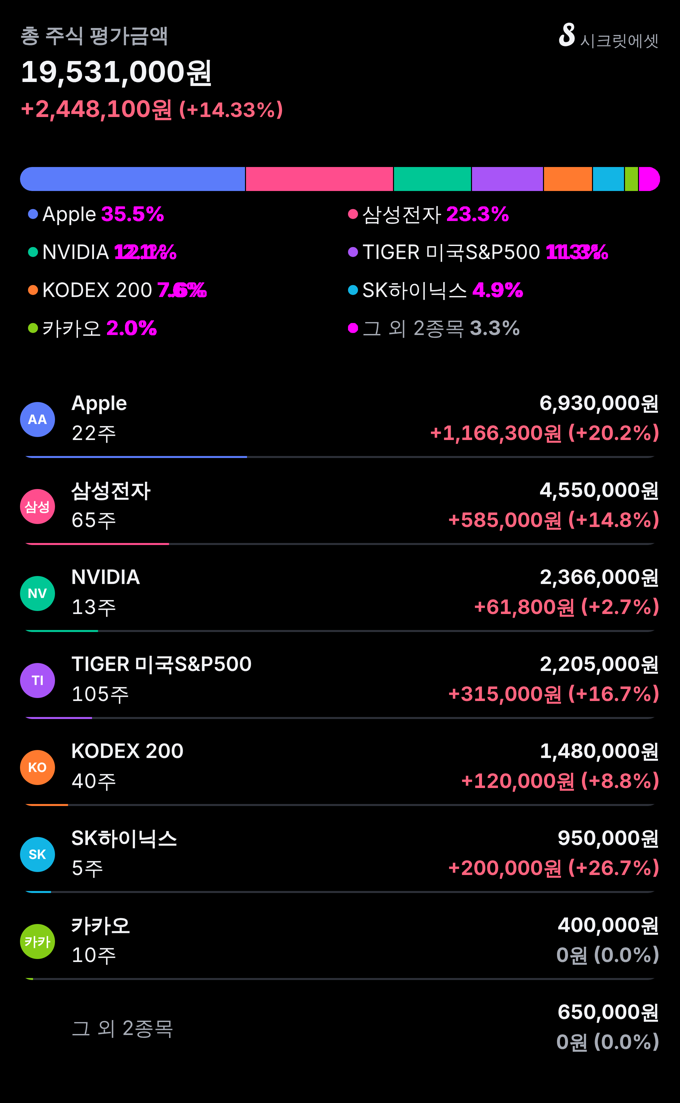 총 주식 평가금액
시크릿에셋
19,531,000원
+2,448,100원 (+14.33%)
Apple 35.5%
삼성전자 23.3%
NVIDIA 12.1%
TIGER 미국S&P500 11.3%
KODEX 200 7.6%
SK하이닉스 4.9%
카카오 2.0%
그 외 2종목 3.3%
AA
Apple
6,930,000원
22주
+1,166,300원 (+20.2%)
삼성
삼성전자
4,550,000원
65주
+585,000원 (+14.8%)
NV
NVIDIA
2,366,000원
13주
+61,800원 (+2.7%)
TI
TIGER 미국S&P500
2,205,000원
105주
+315,000원 (+16.7%)
KO
KODEX 200
1,480,000원
40주
+120,000원 (+8.8%)
SK
SK하이닉스
950,000원
5주
+200,000원 (+26.7%)
카카
카카오
400,000원
10주
0원 (0.0%)
그 외 2종목
650,000원
0원 (0.0%)